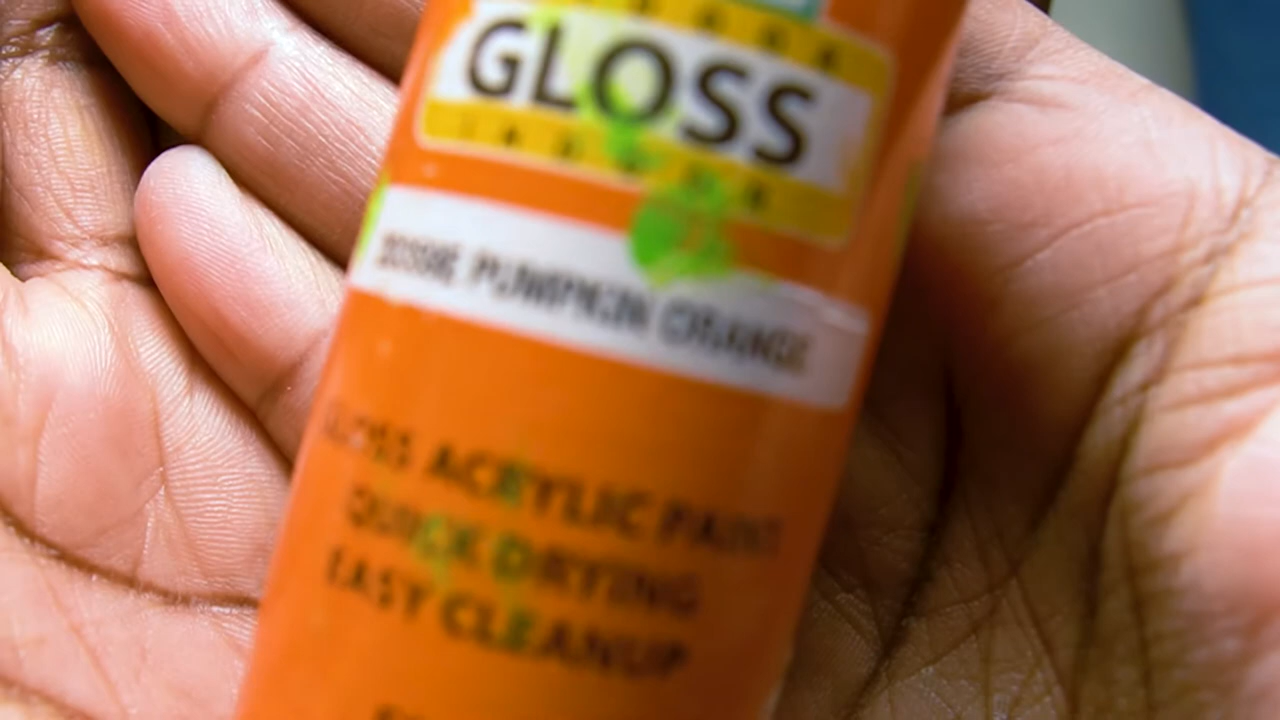 GLOSS
PUMPKIN ORANGE
GLOSS ACRYLIC PAINT
QUICK DRYING
EASY CLEANUP